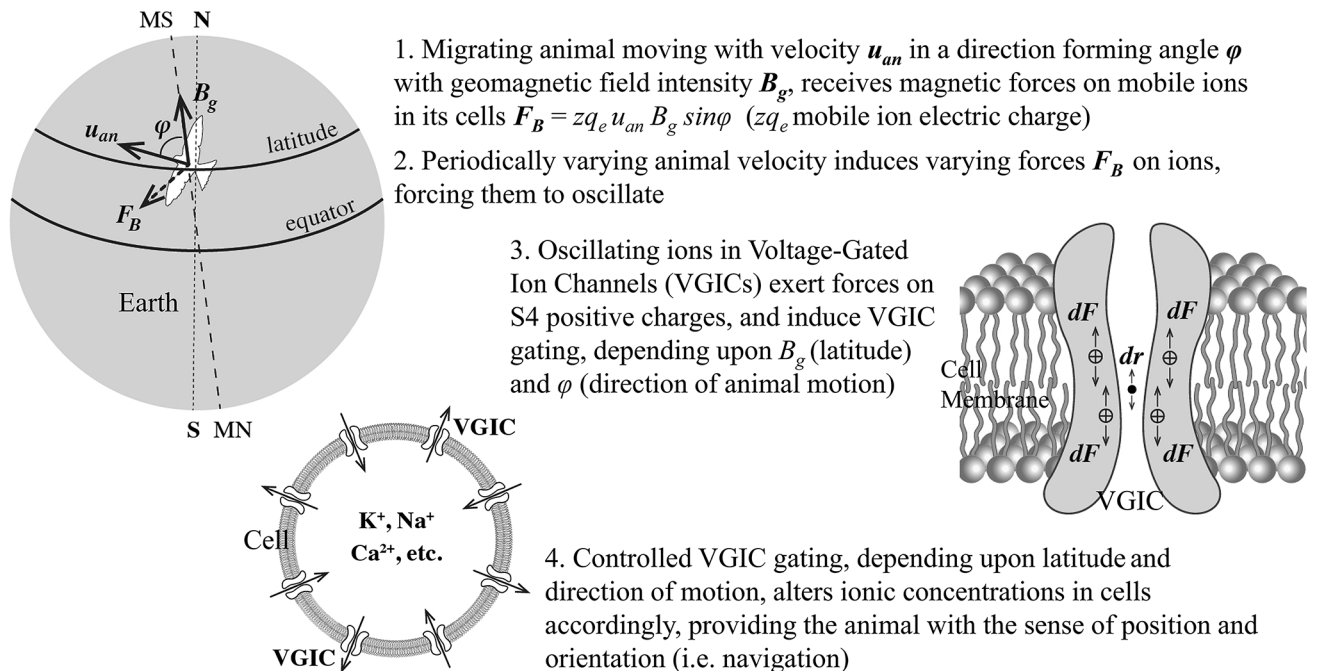 MS N
B_g
φ
u_an
latitude
F_B
equator
Earth
S MN
1. Migrating animal moving with velocity u_an in a direction forming angle φ
with geomagnetic field intensity B_g, receives magnetic forces on mobile ions
in its cells F_B = zq_e u_an B_g sinφ (zq_e mobile ion electric charge)
2. Periodically varying animal velocity induces varying forces F_B on ions,
forcing them to oscillate
3. Oscillating ions in Voltage-Gated
Ion Channels (VGICs) exert forces on
S4 positive charges, and induce VGIC
gating, depending upon B_g (latitude)
and φ (direction of animal motion)
dF dF
dr
Cell
Membrane
dF dF
VGIC
VGIC
K⁺, Na⁺
Cell
Ca²⁺, etc.
VGIC
4. Controlled VGIC gating, depending upon latitude and
direction of motion, alters ionic concentrations in cells
accordingly, providing the animal with the sense of position and
orientation (i.e. navigation)